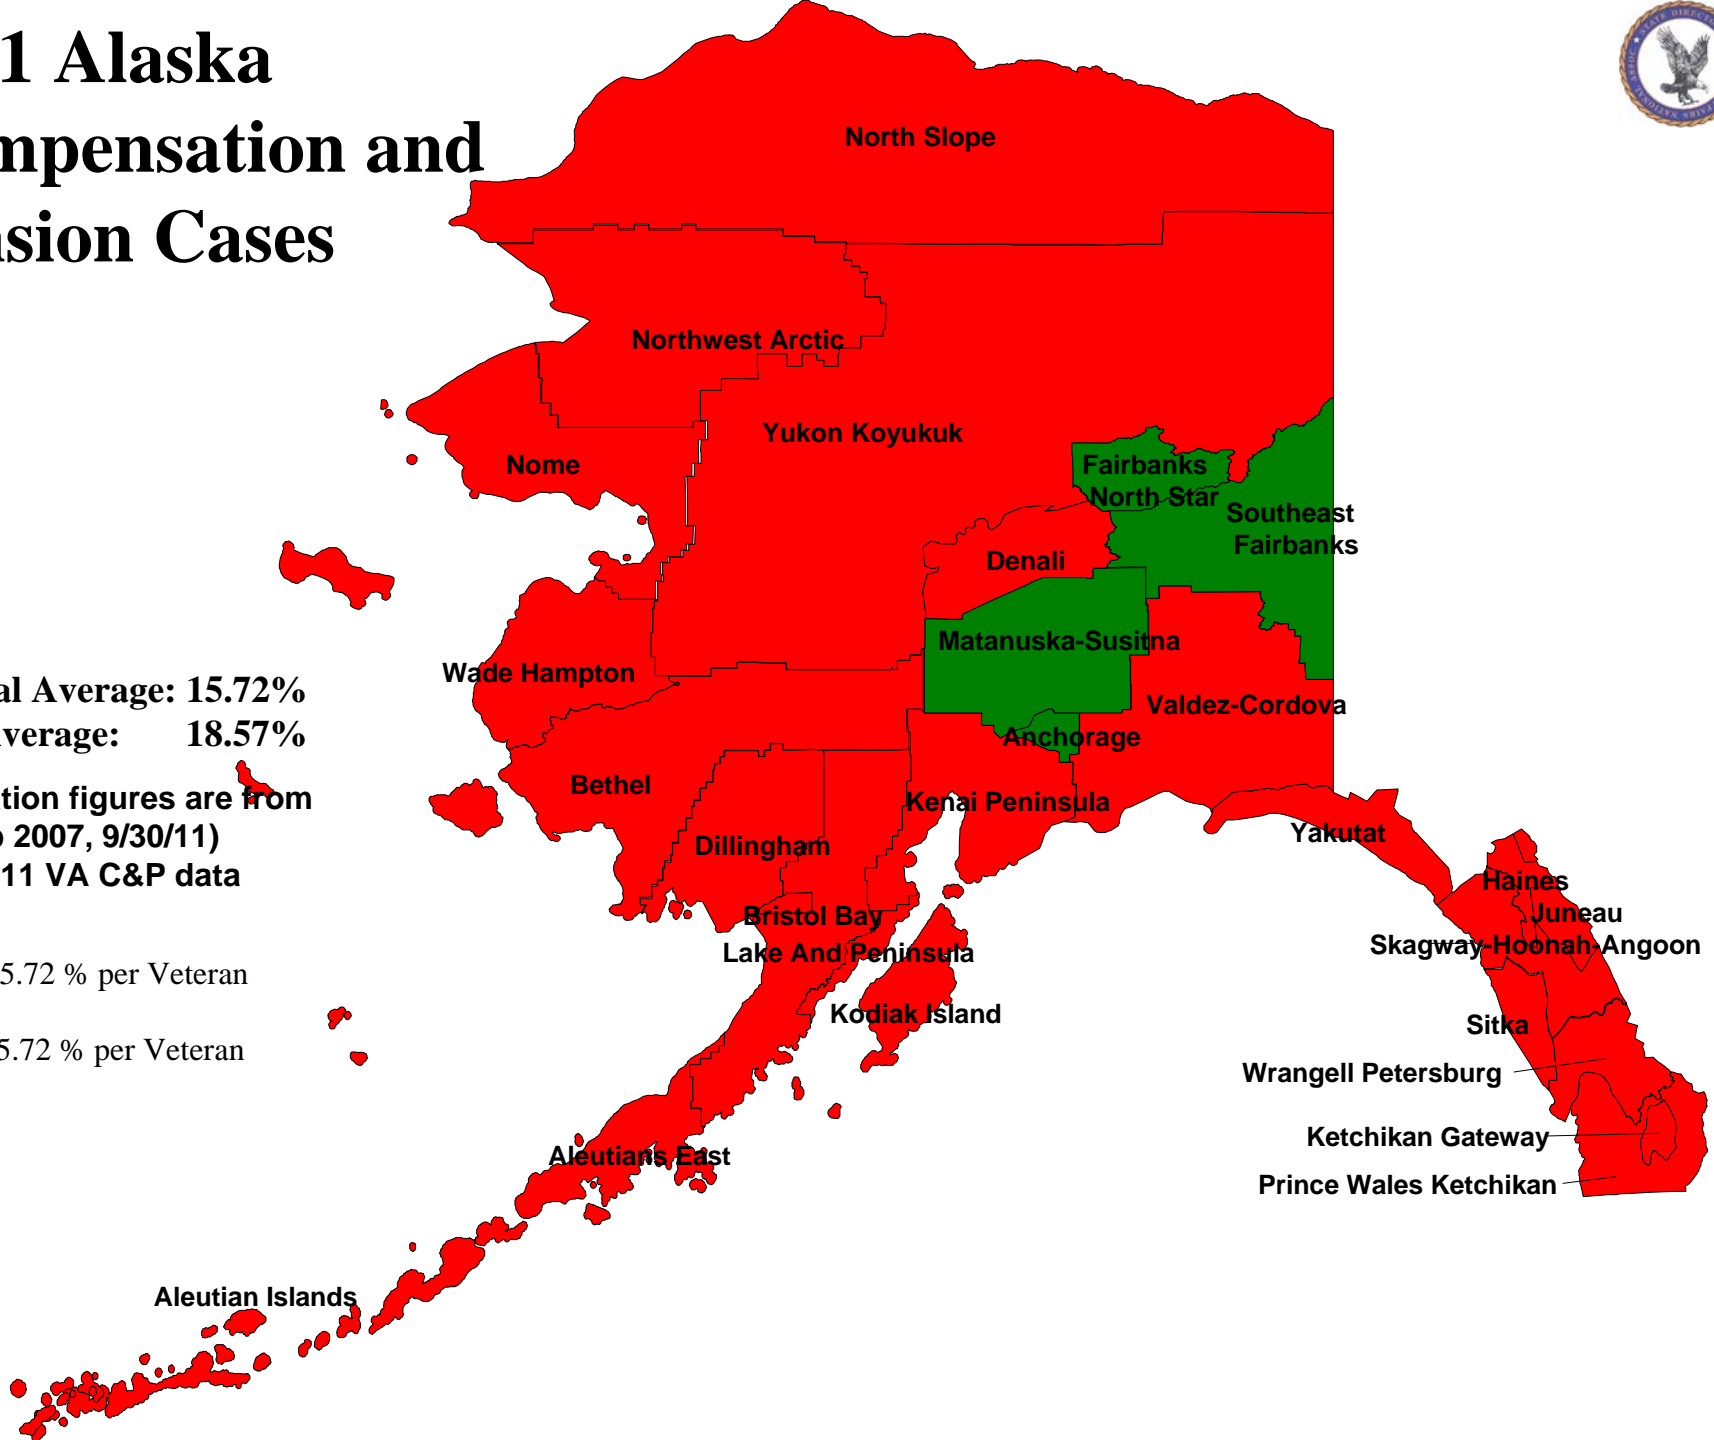 1 Alaska
mpensation and
nsion Cases
North Slope
Northwest Arctic
Yukon Koyukuk
Nome
Fairbanks
North Star
Southeast
Fairbanks
Denali
Matanuska-Susitna
Wade Hampton
al Average: 15.72%
verage: 18.57%
Valdez-Cordova
Anchorage
Bethel
tion figures are from
o 2007, 9/30/11)
11 VA C&P data
Kenai Peninsula
Dillingham
Yakutat
Haines
Juneau
Bristol Bay
Skagway-Hoonah-Angoon
Lake And Peninsula
5.72 % per Veteran
Kodiak Island
Sitka
5.72 % per Veteran
Wrangell Petersburg
Ketchikan Gateway
Aleutians East
Prince Wales Ketchikan
Aleutian Islands